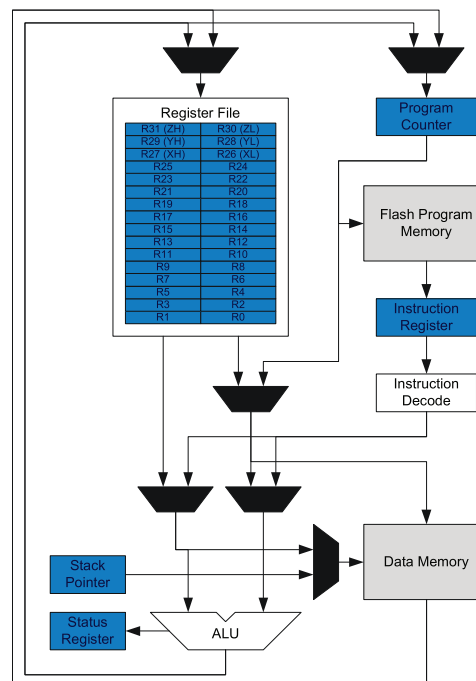 Register File
R31 (ZH) R30 (ZL)
R29 (YH) R28 (YL)
R27 (XH) R26 (XL)
R25 R24
R23 R22
R21 R20
R19 R18
R17 R16
R15 R14
R13 R12
R11 R10
R9 R8
R7 R6
R5 R4
R3 R2
R1 R0
Program
Counter
Flash Program
Memory
Instruction
Register
Instruction
Decode
Data Memory
Stack
Pointer
Status
Register
ALU